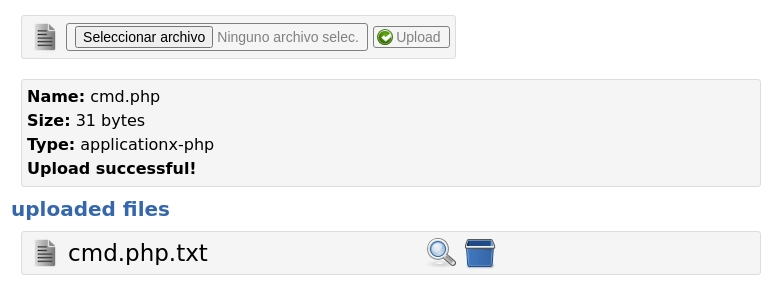 Seleccionar archivo Ninguno archivo selec. Upload
Name: cmd.php
Size: 31 bytes
Type: applicationx-php
Upload successful!
uploaded files
cmd.php.txt